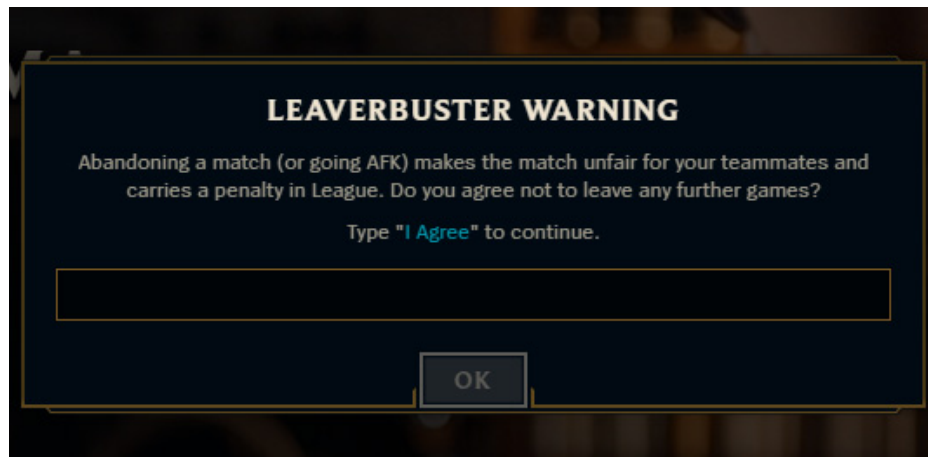 LEAVERBUSTER WARNING
Abandoning a match (or going AFK) makes the match unfair for your teammates and
carries a penalty in League. Do you agree not to leave any further games?
Type "I Agree" to continue.
OK